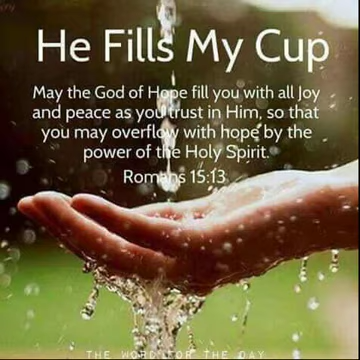 He Fills My Cup
May the God of Hope fill you with all Joy
and peace as you trust in Him, so that
you may overflow with hope by the
power of the Holy Spirit.
Romans 15:13
THE WORD FOR THE DAY